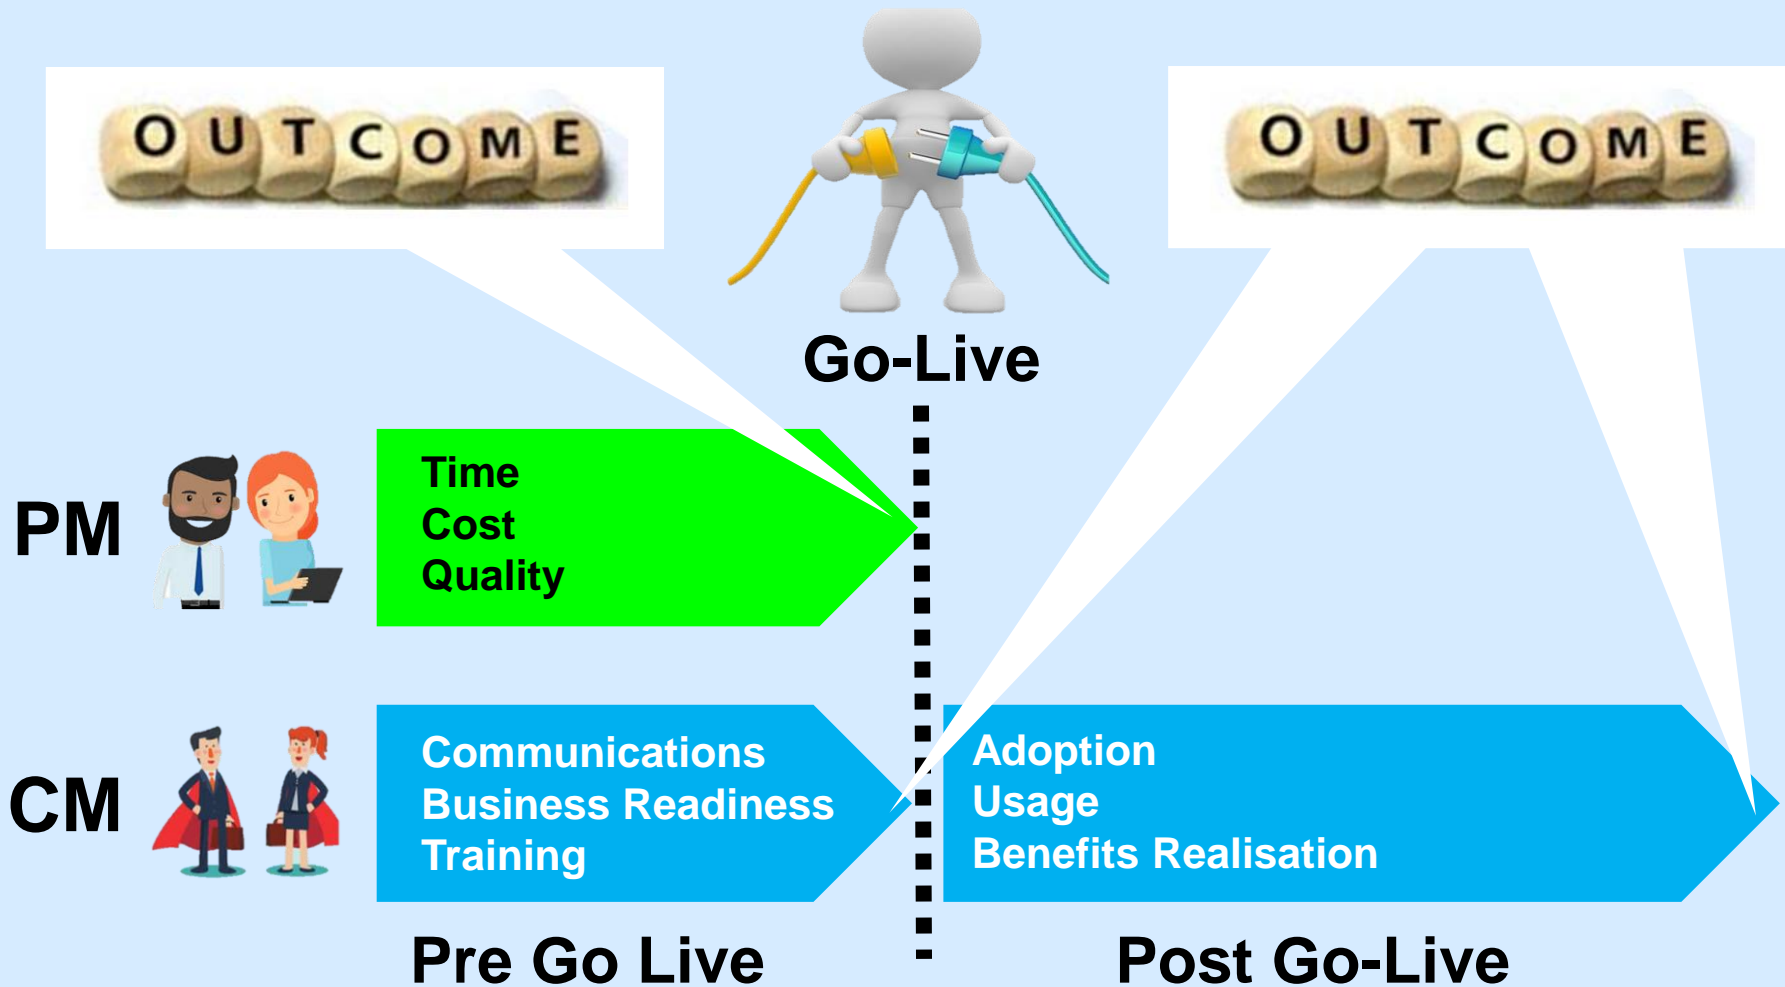 OUTCOME
OUTCOME
Go-Live
PM
Time
Cost
Quality
CM
Communications
Business Readiness
Training
Adoption
Usage
Benefits Realisation
Pre Go Live
Post Go-Live